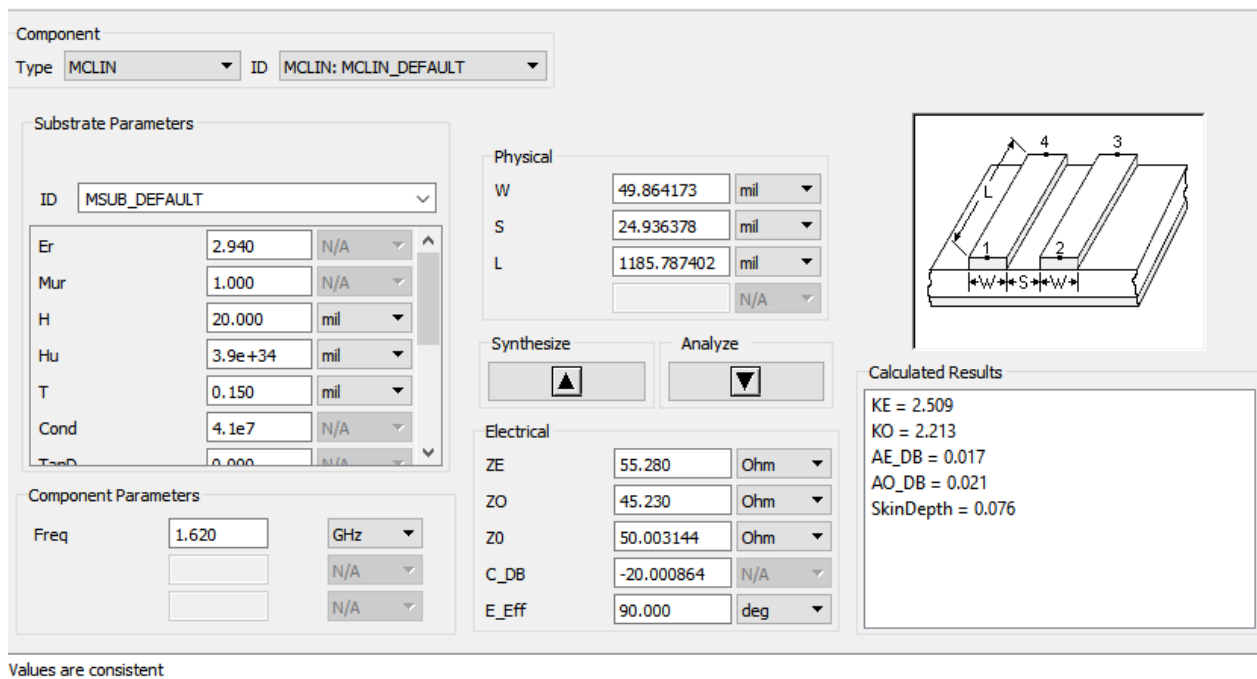 Component
Type MCLIN ID MCLIN: MCLIN_DEFAULT
Substrate Parameters
ID MSUB_DEFAULT
Er 2.940 N/A
Mur 1.000 N/A
H 20.000 mil
Hu 3.9e+34 mil
T 0.150 mil
Cond 4.1e7 N/A
TanD 0.000 N/A
Component Parameters
Freq 1.620 GHz
N/A
N/A
Physical
W 49.864173 mil
S 24.936378 mil
L 1185.787402 mil
N/A
Synthesize Analyze
Electrical
ZE 55.280 Ohm
ZO 45.230 Ohm
Z0 50.003144 Ohm
C_DB -20.000864 N/A
E_Eff 90.000 deg
4 3
L
1 2
W S W
Calculated Results
KE = 2.509
KO = 2.213
AE_DB = 0.017
AO_DB = 0.021
SkinDepth = 0.076
Values are consistent